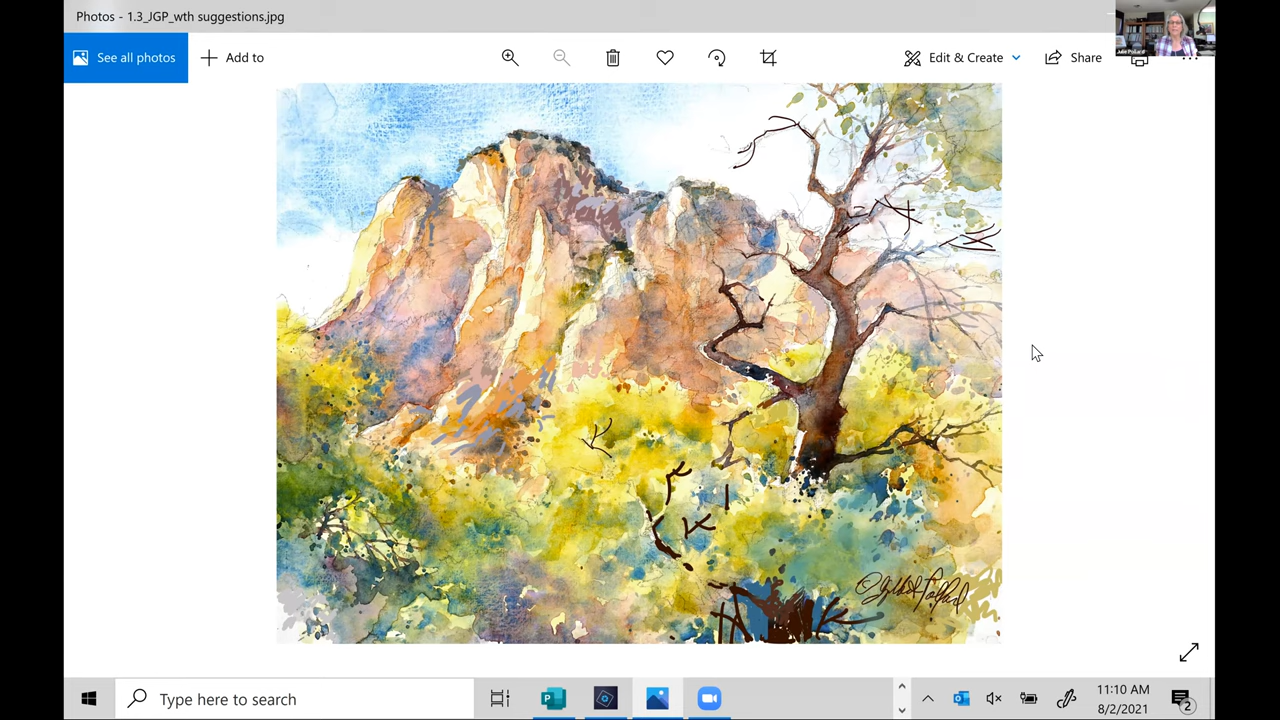 Photos - 1.3_JGP_wth suggestions.jpg
See all photos
Add to
Edit & Create
Share
Type here to search
11:10 AM
8/2/2021
2